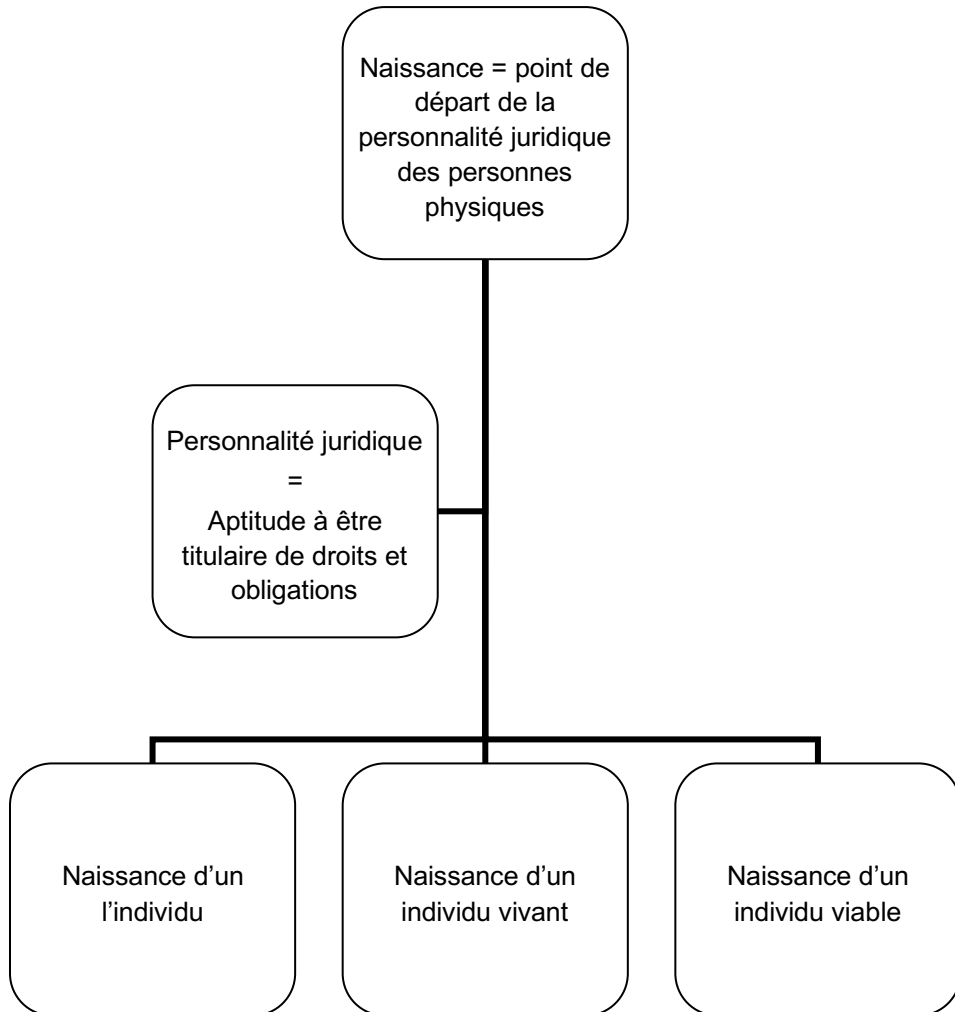 Naissance = point de
départ de la
personnalité juridique
des personnes
physiques
Personnalité juridique
=
Aptitude à être
titulaire de droits et
obligations
Naissance d’un
l’individu
Naissance d’un
individu vivant
Naissance d’un
individu viable